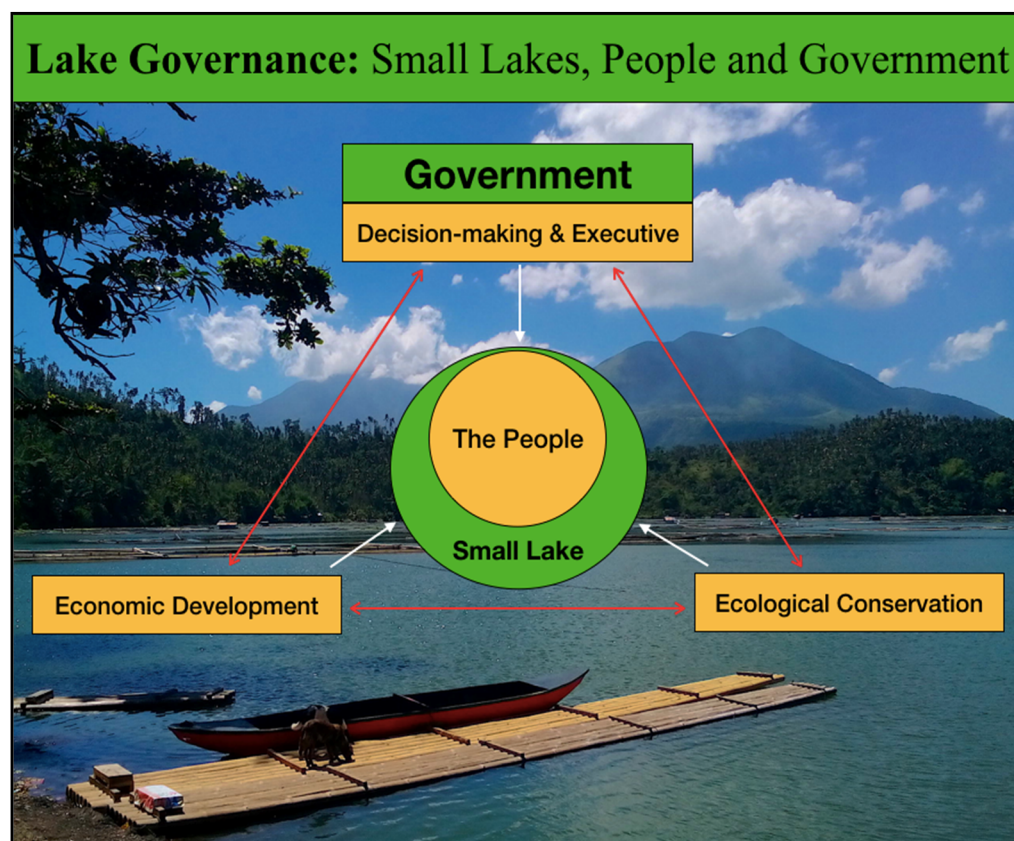 Lake Governance: Small Lakes, People and Government
Government
Decision-making & Executive
The People
Small Lake
Economic Development
Ecological Conservation